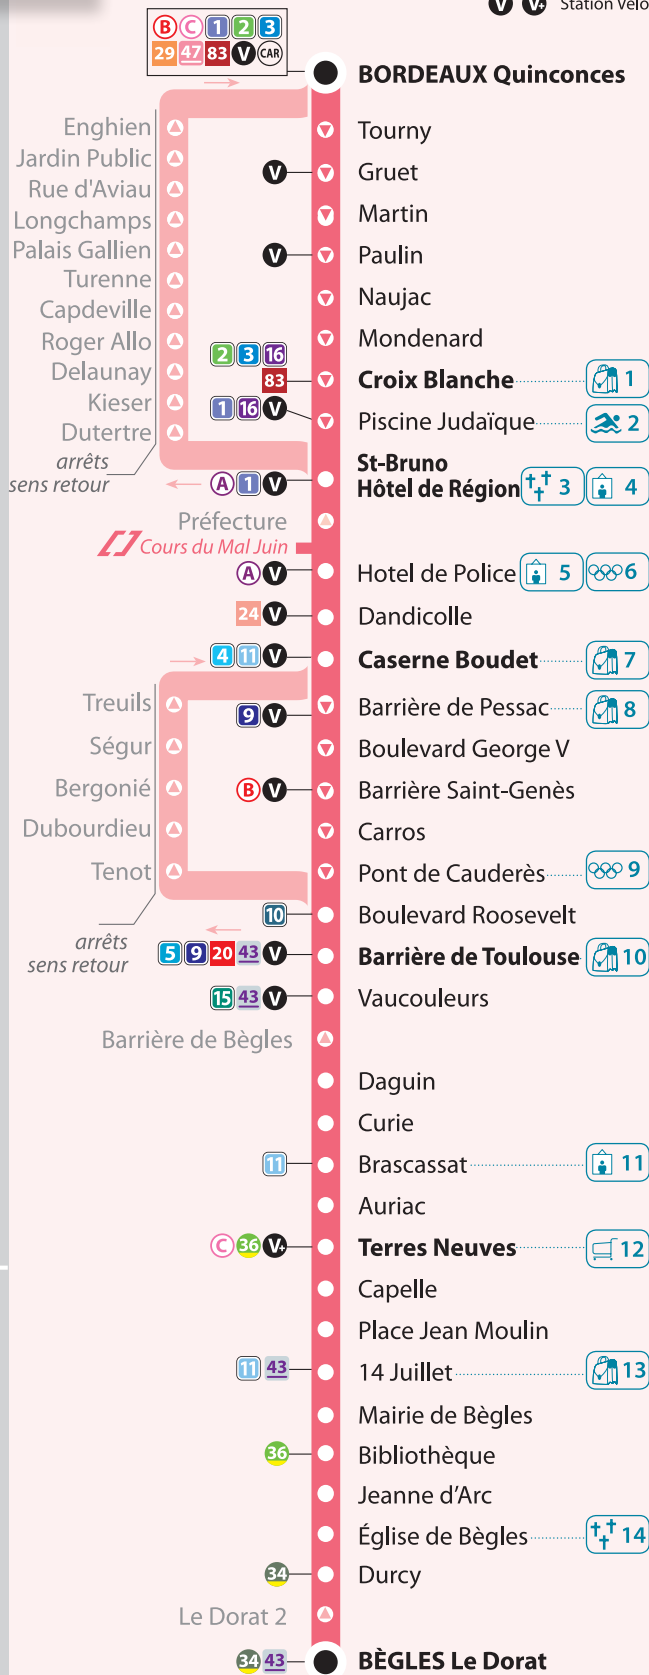 V V+ Station Vélo
B C 1 2 3
29 47 83 V CAR
BORDEAUX Quinconces
Enghien
Tourny
Jardin Public
V Gruet
Rue d'Aviau
Longchamps
Martin
Palais Gallien
V Paulin
Turenne
Naujac
Capdeville
Roger Allo
Mondenard
2 3 16
Delaunay
83 Croix Blanche 1
Kieser
1 16 V Piscine Judaïque 2
Dutertre
arrêts
sens retour
A 1 V
St-Bruno
Hôtel de Région 3 4
Préfecture
Cours du Mal Juin
A V Hotel de Police 5 6
24 V Dandicolle
4 11 V Caserne Boudet 7
Treuils
9 V Barrière de Pessac 8
Ségur
Boulevard George V
Bergonié
B V Barrière Saint-Genès
Dubourdieu
Carros
Tenot
Pont de Cauderès 9
10 Boulevard Roosevelt
arrêts
sens retour
5 9 20 43 V Barrière de Toulouse 10
15 43 V Vaucouleurs
Barrière de Bègles
Daguin
Curie
11 Brascassat 11
Auriac
C 36 V+ Terres Neuves 12
Capelle
Place Jean Moulin
11 43 14 Juillet 13
Mairie de Bègles
36 Bibliothèque
Jeanne d'Arc
Église de Bègles 14
34 Durcy
Le Dorat 2
34 43 BÈGLES Le Dorat